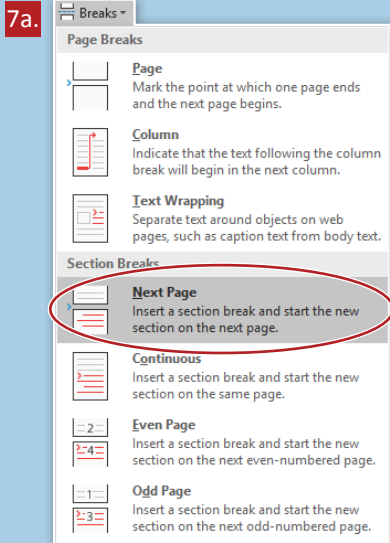 7a.
Breaks
Page Breaks
Page
Mark the point at which one page ends
and the next page begins.
Column
Indicate that the text following the column
break will begin in the next column.
Text Wrapping
Separate text around objects on web
pages, such as caption text from body text.
Section Breaks
Next Page
Insert a section break and start the new
section on the next page.
Continuous
Insert a section break and start the new
section on the same page.
2
4
Even Page
Insert a section break and start the new
section on the next even-numbered page.
1
3
Odd Page
Insert a section break and start the new
section on the next odd-numbered page.